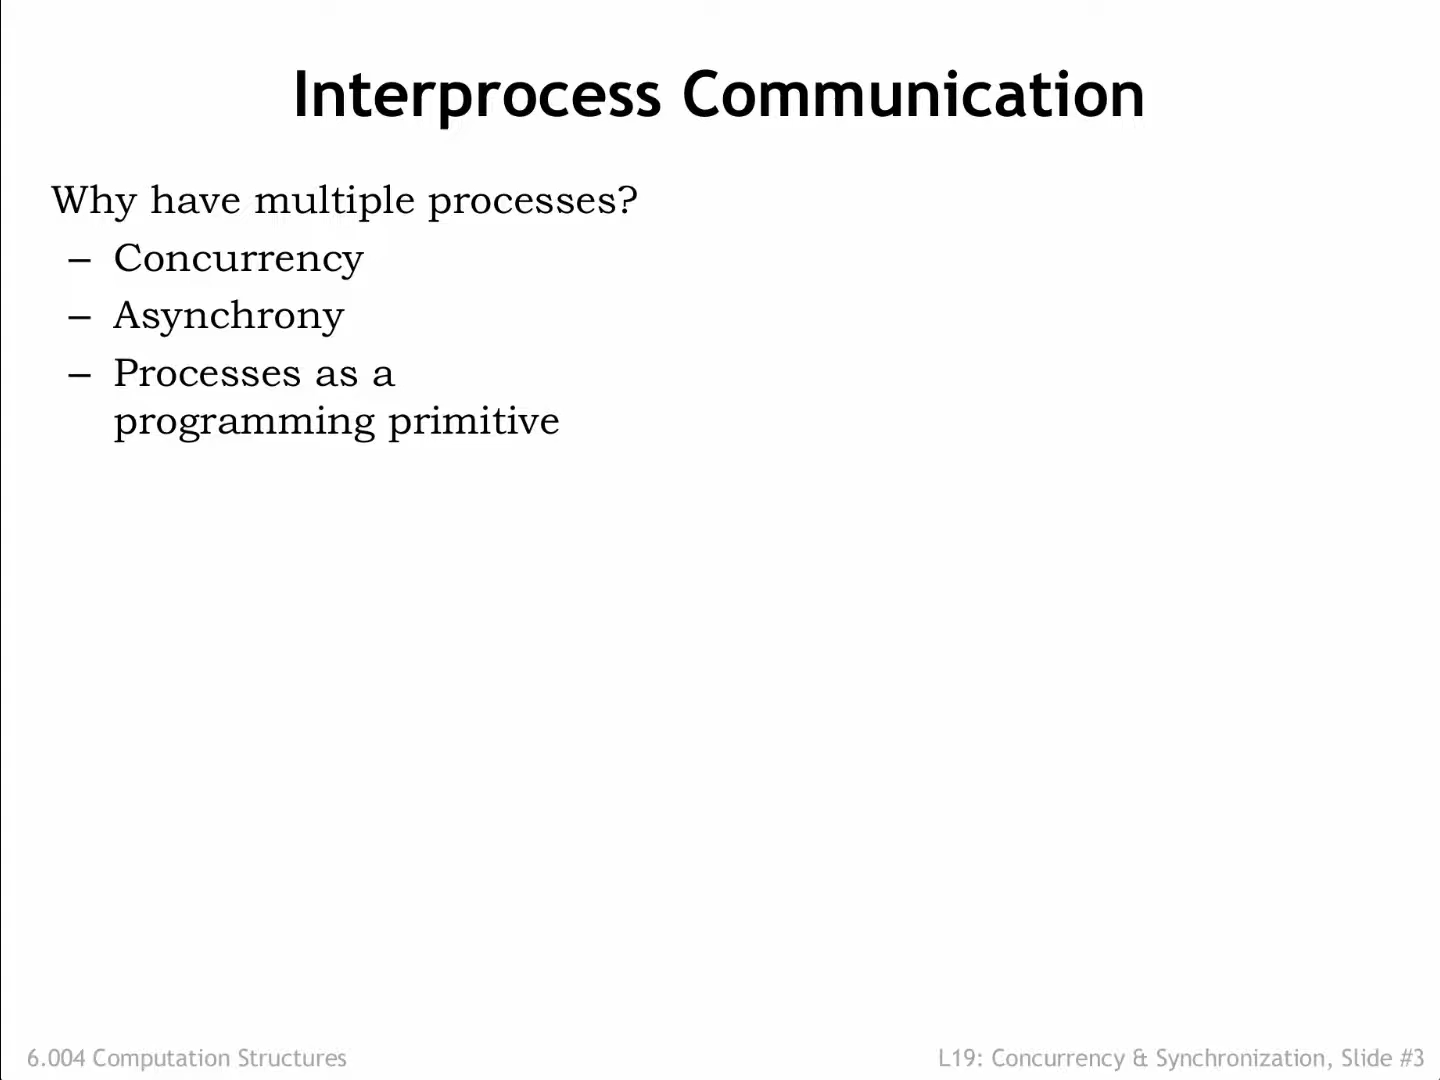 Interprocess Communication
Why have multiple processes?
– Concurrency
– Asynchrony
– Processes as a
programming primitive
6.004 Computation Structures
L19: Concurrency & Synchronization, Slide #3